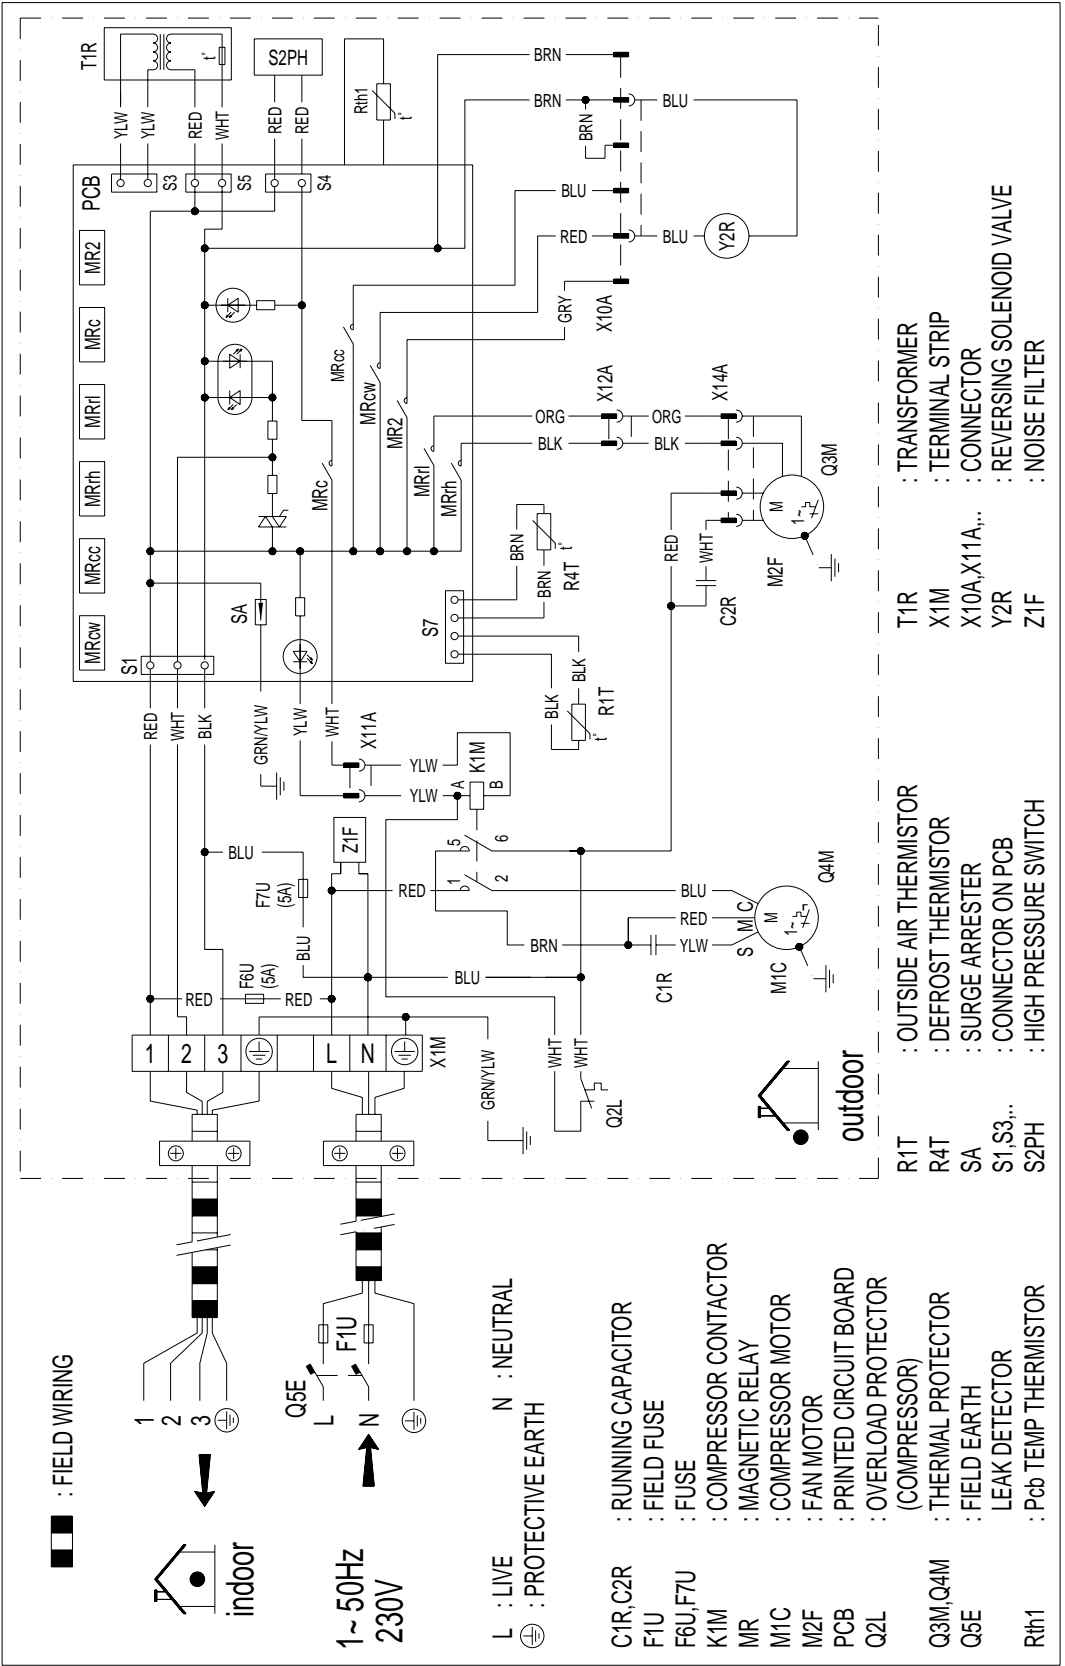 T1R
t°
S2PH
Rth1
t°
YLW
YLW
RED
WHT
RED
RED
PCB
S3
S5
S4
MR2
MRc
MRrl
MRrh
MRcc
MRcw
S1
SA
MRcc
MRcw
MR2
MRrl
MRrh
MRc
S7
BRN
BRN
BRN
BLU
BLU
RED
BLU
Y2R
GRY
X10A
X12A
X14A
ORG
ORG
BLK
BLK
Q3M
M
1~
M2F
RED
WHT
C2R
BRN
BRN
R4T
t°
BLK
BLK
R1T
t°
RED
WHT
BLK
GRN/YLW
YLW
WHT
X11A
YLW
YLW
K1M
A
B
BLU
F7U
(5A)
BLU
Z1F
5
6
1
2
RED
BLU
RED
BRN
YLW
C1R
C
M
S
M
1~
Q4M
M1C
RED
F6U
(5A)
RED
BLU
1
2
3
L
N
X1M
GRN/YLW
WHT
WHT
Q2L
outdoor
1
2
3
Q5E
F1U
L
N
: FIELD WIRING
indoor
1~ 50Hz
230V
L : LIVE
N : NEUTRAL
: PROTECTIVE EARTH
C1R,C2R : RUNNING CAPACITOR
F1U : FIELD FUSE
F6U,F7U : FUSE
K1M : COMPRESSOR CONTACTOR
MR : MAGNETIC RELAY
M1C : COMPRESSOR MOTOR
M2F : FAN MOTOR
PCB : PRINTED CIRCUIT BOARD
Q2L : OVERLOAD PROTECTOR
(COMPRESSOR)
Q3M,Q4M : THERMAL PROTECTOR
Q5E : FIELD EARTH
LEAK DETECTOR
Rth1 : Pcb TEMP THERMISTOR
R1T : OUTSIDE AIR THERMISTOR
R4T : DEFROST THERMISTOR
SA : SURGE ARRESTER
S1,S3,.. : CONNECTOR ON PCB
S2PH : HIGH PRESSURE SWITCH
T1R : TRANSFORMER
X1M : TERMINAL STRIP
X10A,X11A,.. : CONNECTOR
Y2R : REVERSING SOLENOID VALVE
Z1F : NOISE FILTER